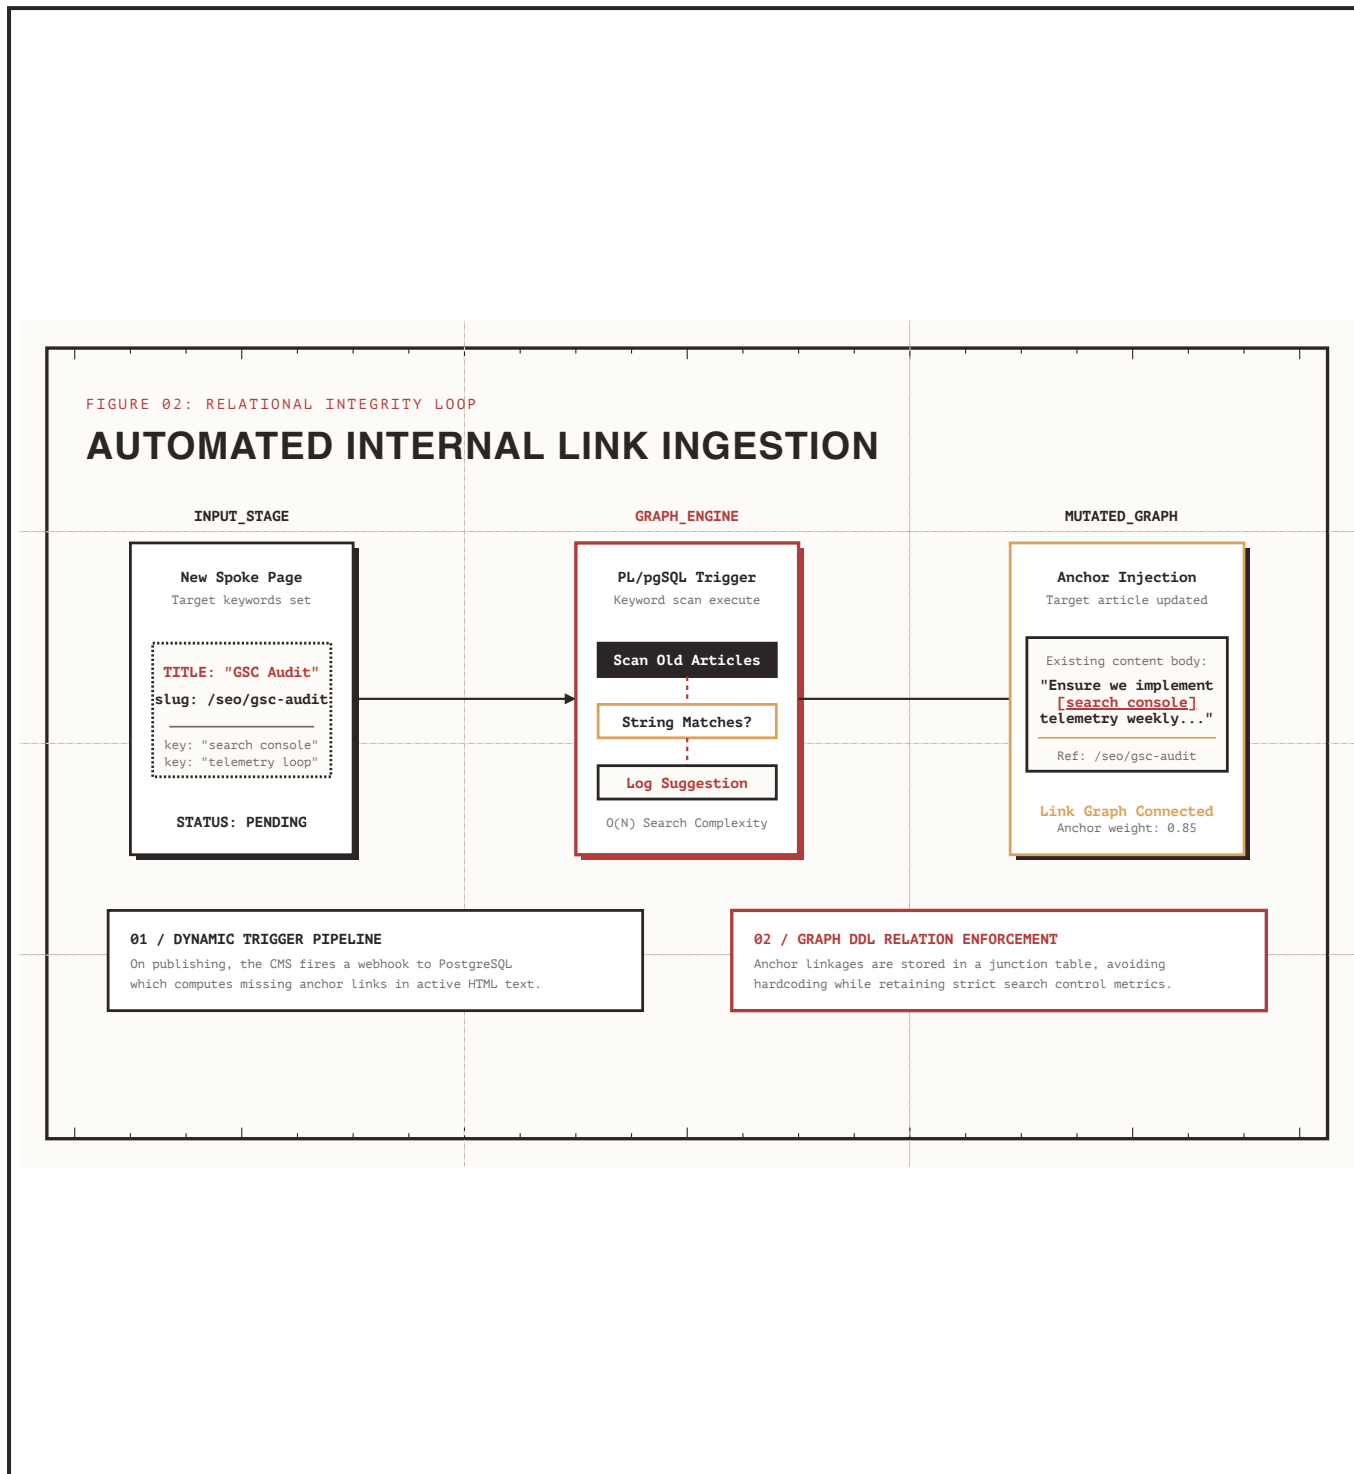 FIGURE 02: RELATIONAL INTEGRITY LOOP
AUTOMATED INTERNAL LINK INGESTION
INPUT_STAGE
New Spoke Page
Target keywords set
TITLE: "GSC Audit"
slug: /seo/gsc-audit
key: "search console"
key: "telemetry loop"
STATUS: PENDING
GRAPH_ENGINE
PL/pgSQL Trigger
Keyword scan execute
Scan Old Articles
String Matches?
Log Suggestion
O(N) Search Complexity
MUTATED_GRAPH
Anchor Injection
Target article updated
Existing content body:
"Ensure we implement
[search console]
telemetry weekly..."
Ref: /seo/gsc-audit
Link Graph Connected
Anchor weight: 0.85
01 / DYNAMIC TRIGGER PIPELINE
On publishing, the CMS fires a webhook to PostgreSQL
which computes missing anchor links in active HTML text.
02 / GRAPH DDL RELATION ENFORCEMENT
Anchor linkages are stored in a junction table, avoiding
hardcoding while retaining strict search control metrics.